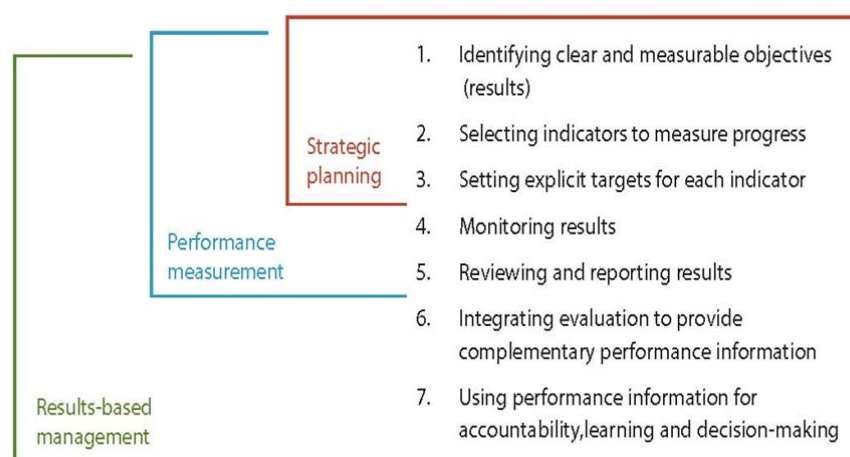 1. Identifying clear and measurable objectives
(results)
2. Selecting indicators to measure progress
3. Setting explicit targets for each indicator
4. Monitoring results
5. Reviewing and reporting results
6. Integrating evaluation to provide
complementary performance information
7. Using performance information for
accountability,learning and decision-making
Strategic
planning
Performance
measurement
Results-based
management